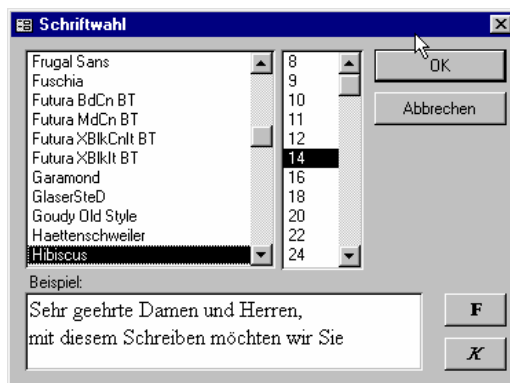 Schriftwahl
Frugal Sans
Fuschia
Futura BdCn BT
Futura MdCn BT
Futura XBlkCnIt BT
Futura XBlkIt BT
Garamond
GlaserSteD
Goudy Old Style
Haettenschweiler
Hibiscus
8
9
10
11
12
14
16
18
20
22
24
OK
Abbrechen
Beispiel:
Sehr geehrte Damen und Herren,
mit diesem Schreiben möchten wir Sie
F
K